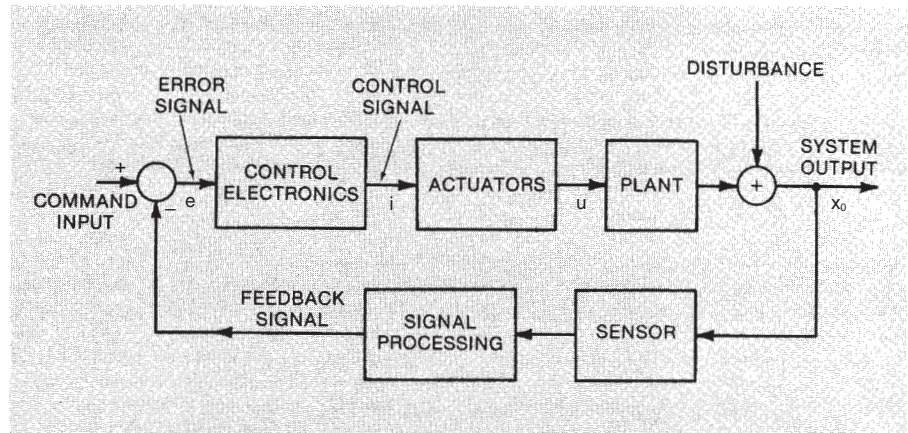 DISTURBANCE
ERROR
SIGNAL
CONTROL
SIGNAL
SYSTEM
OUTPUT
+
COMMAND
INPUT
−
e
CONTROL
ELECTRONICS
i
ACTUATORS
u
PLANT
+
x₀
FEEDBACK
SIGNAL
SIGNAL
PROCESSING
SENSOR